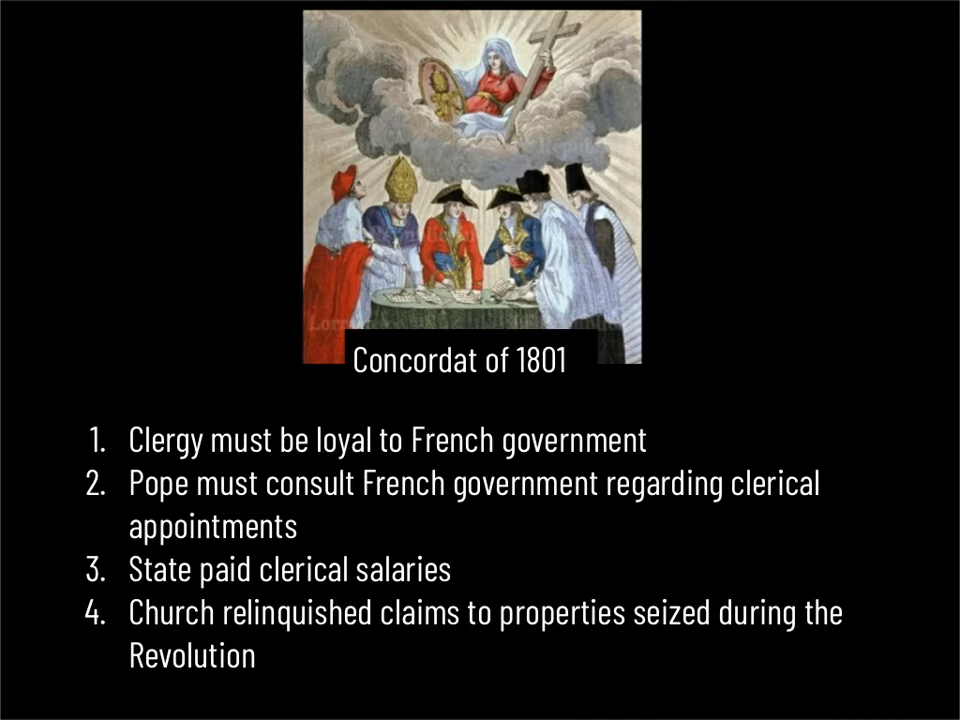 Concordat of 1801
1. Clergy must be loyal to French government
2. Pope must consult French government regarding clerical
appointments
3. State paid clerical salaries
4. Church relinquished claims to properties seized during the
Revolution